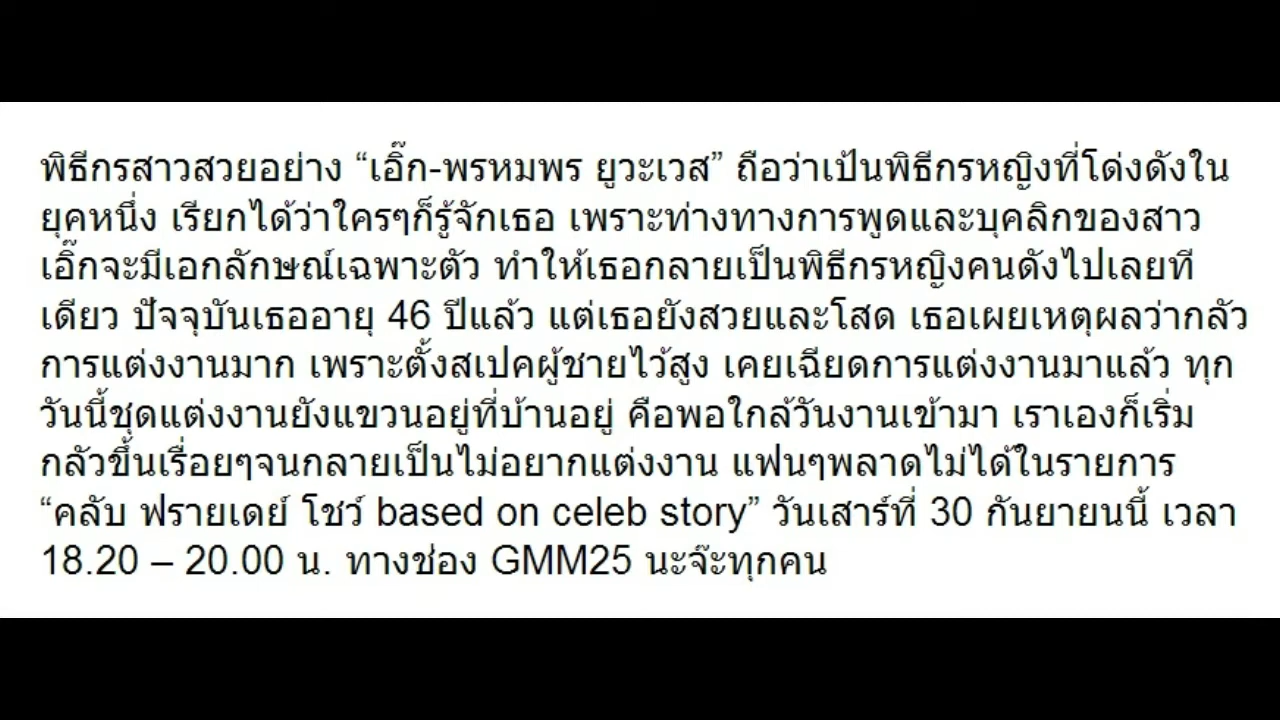 พิธีกรสาวสวยอย่าง “เอิ๊ก-พรหมพร ยูวะเวส” ถือว่าเป้นพิธีกรหญิงที่โด่งดังใน
ยุคหนึ่ง เรียกได้ว่าใครๆก็รู้จักเธอ เพราะท่างทางการพูดและบุคลิกของสาว
เอิ๊กจะมีเอกลักษณ์เฉพาะตัว ทำให้เธอกลายเป็นพิธีกรหญิงคนดังไปเลยที
เดียว ปัจจุบันเธออายุ 46 ปีแล้ว แต่เธอยังสวยและโสด เธอเผยเหตุผลว่ากลัว
การแต่งงานมาก เพราะตั้งสเปคผู้ชายไว้สูง เคยเฉียดการแต่งงานมาแล้ว ทุก
วันนี้ชุดแต่งงานยังแขวนอยู่ที่บ้านอยู่ คือพอใกล้วันงานเข้ามา เราเองก็เริ่ม
กลัวขึ้นเรื่อยๆจนกลายเป็นไม่อยากแต่งงาน แฟนๆพลาดไม่ได้ในรายการ
“คลับ ฟรายเดย์ โชว์ based on celeb story” วันเสาร์ที่ 30 กันยายนนี้ เวลา
18.20 – 20.00 น. ทางช่อง GMM25 นะจ๊ะทุกคน